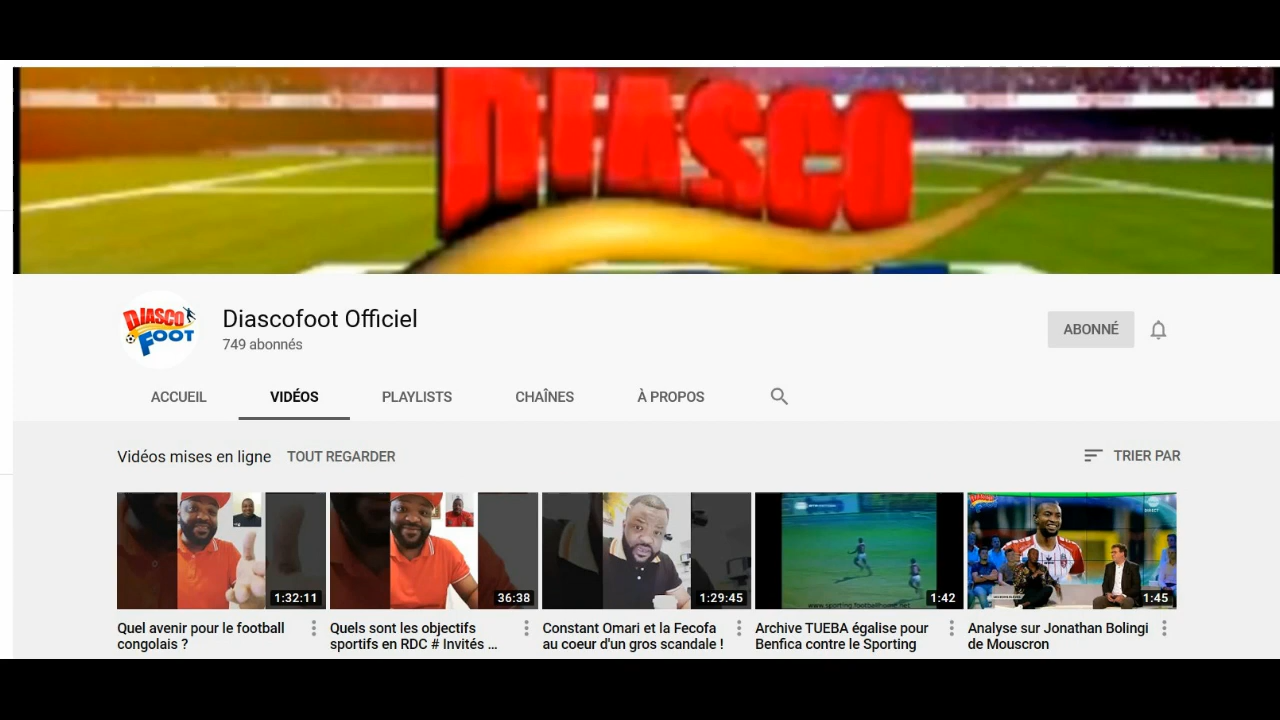 DIASCO
DIASCO
FOOT
Diascofoot Officiel
749 abonnés
ABONNÉ
ACCUEIL
VIDÉOS
PLAYLISTS
CHAÎNES
À PROPOS
Vidéos mises en ligne
TOUT REGARDER
TRIER PAR
1:32:11
36:38
1:29:45
1:42
DIASCO
DIRECT
1:45
Quel avenir pour le football
congolais ?
Quels sont les objectifs
sportifs en RDC # Invités ...
Constant Omari et la Fecofa
au coeur d'un gros scandale !
Archive TUEBA égalise pour
Benfica contre le Sporting
Analyse sur Jonathan Bolingi
de Mouscron